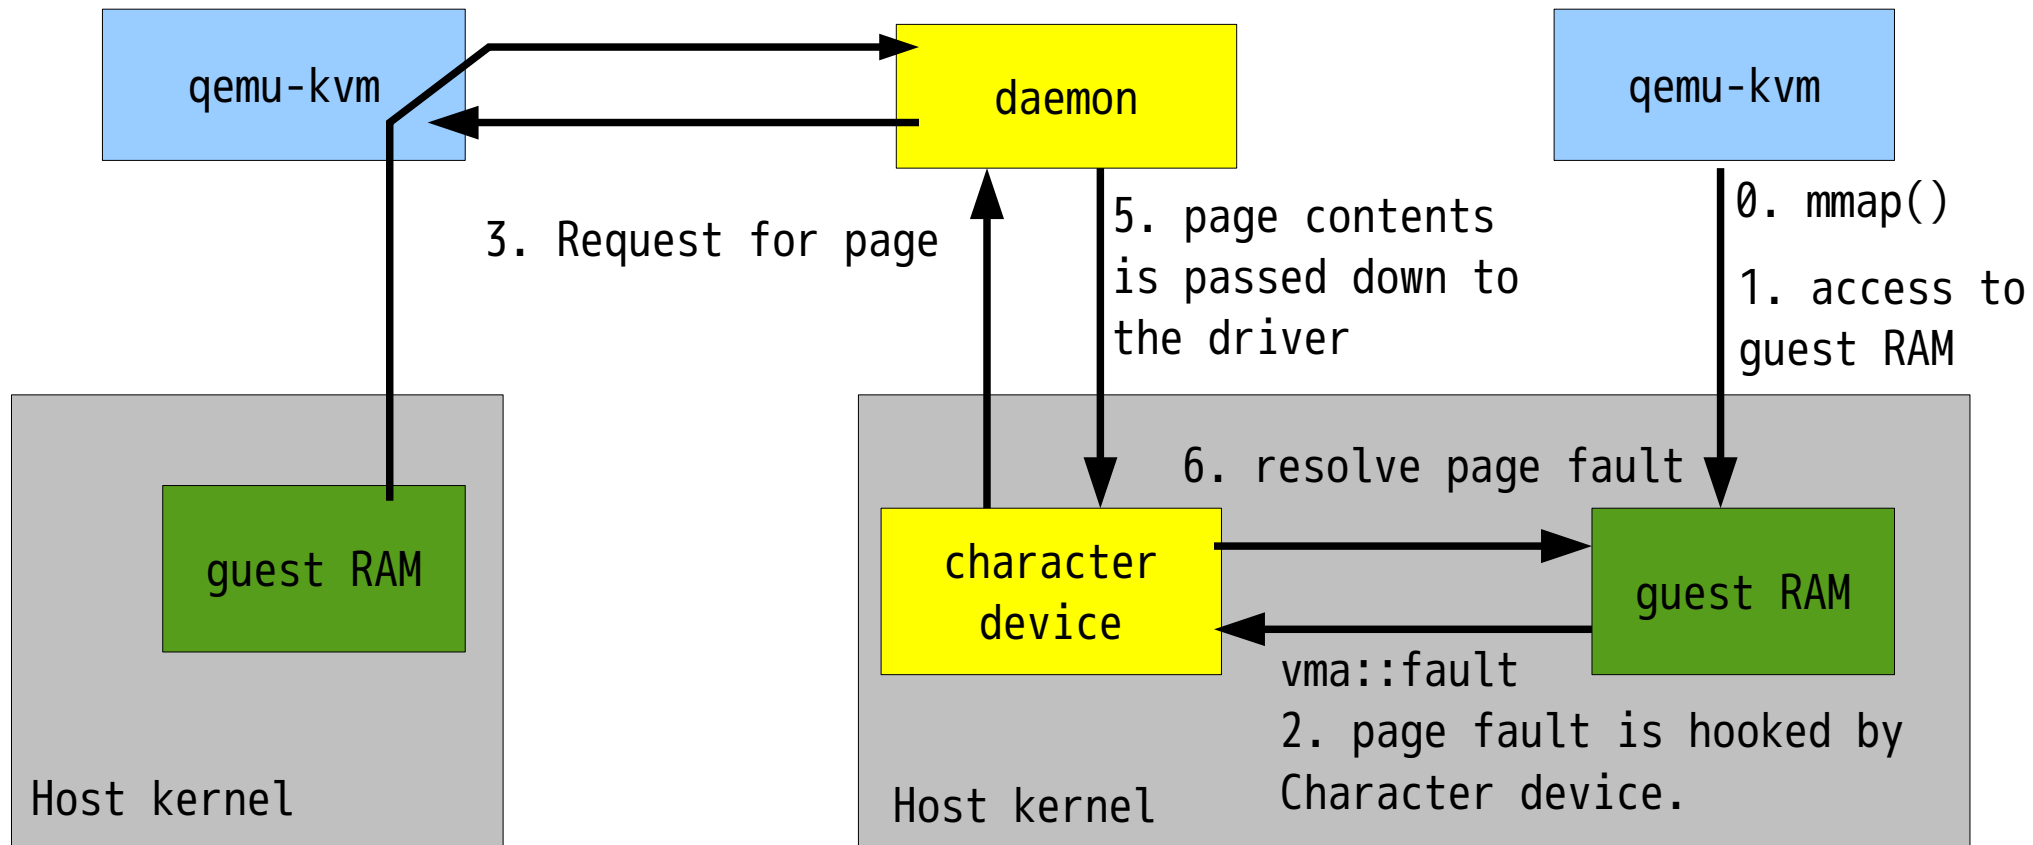 qemu-kvm
daemon
qemu-kvm
0. mmap()
3. Request for page
5. page contents
is passed down to
the driver
1. access to
guest RAM
6. resolve page fault
guest RAM
character
device
guest RAM
vma::fault
2. page fault is hooked by
Character device.
Host kernel
Host kernel